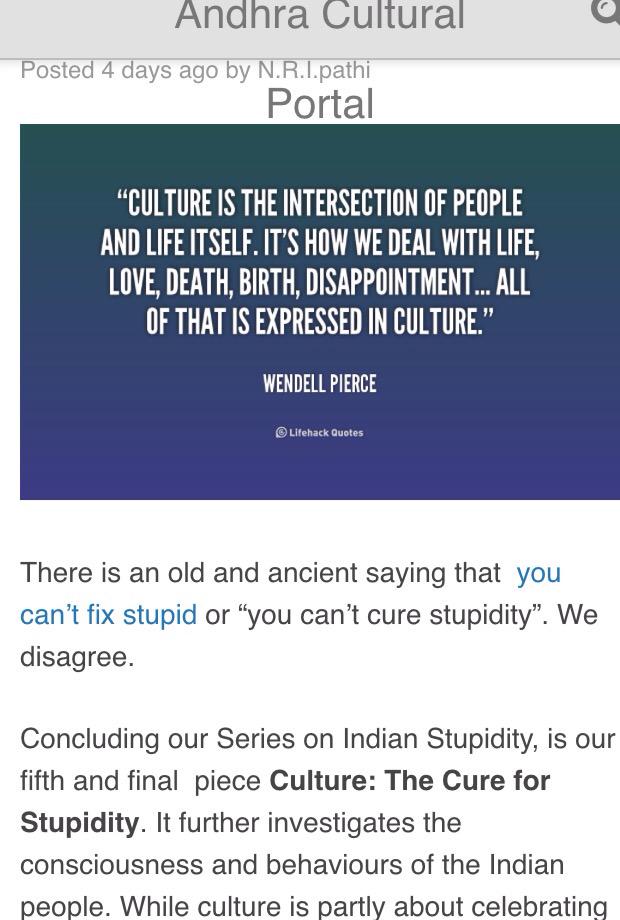 Andhra Cultural
Posted 4 days ago by N.R.I.pathi
Portal
“CULTURE IS THE INTERSECTION OF PEOPLE
AND LIFE ITSELF. IT’S HOW WE DEAL WITH LIFE,
LOVE, DEATH, BIRTH, DISAPPOINTMENT... ALL
OF THAT IS EXPRESSED IN CULTURE.”
WENDELL PIERCE
Lifehack Quotes
There is an old and ancient saying that you
can’t fix stupid or “you can’t cure stupidity”. We
disagree.
Concluding our Series on Indian Stupidity, is our
fifth and final piece Culture: The Cure for
Stupidity. It further investigates the
consciousness and behaviours of the Indian
people. While culture is partly about celebrating